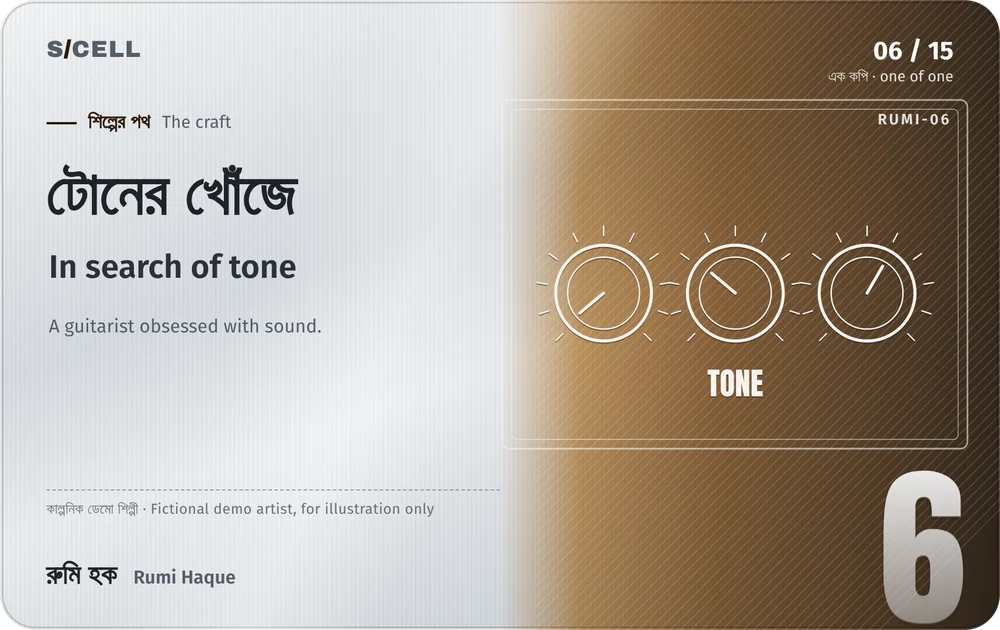 S/CELL
06 / 15
এক কপি · one of one
শিল্পের পথ The craft
RUMI-06
টোনের খোঁজে
In search of tone
A guitarist obsessed with sound.
TONE
কাল্পনিক ডেমো শিল্পী · Fictional demo artist, for illustration only
রুমি হক Rumi Haque
6